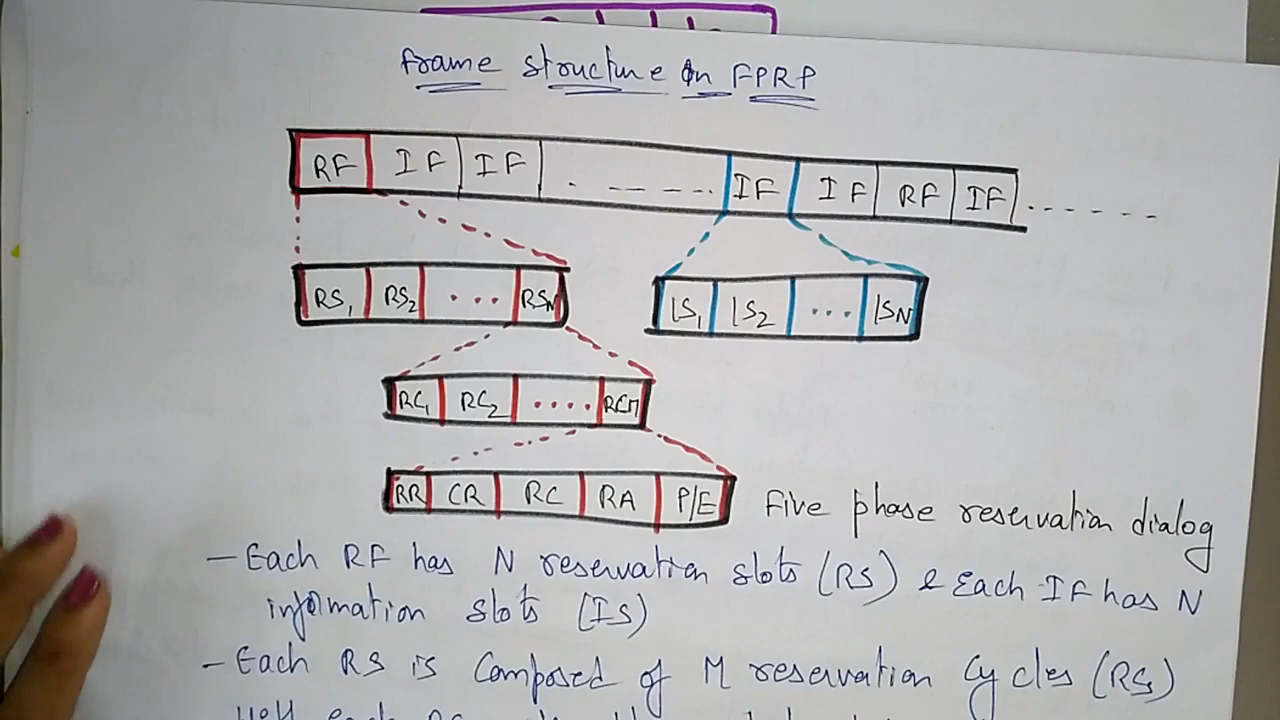 Frame structure in FPRP
RF IF IF . ----... IF IF RF IF .------
RS1 RS2 ... RSN IS1 IS2 ... ISN
RC1 RC2 .... RCM
RR CR RC RA P/E Five phase reservation dialog
- Each RF has N reservation slots (RS) & Each IF has N
information slots (IS)
- Each RS is Composed of M reservation Cycles (RCs)